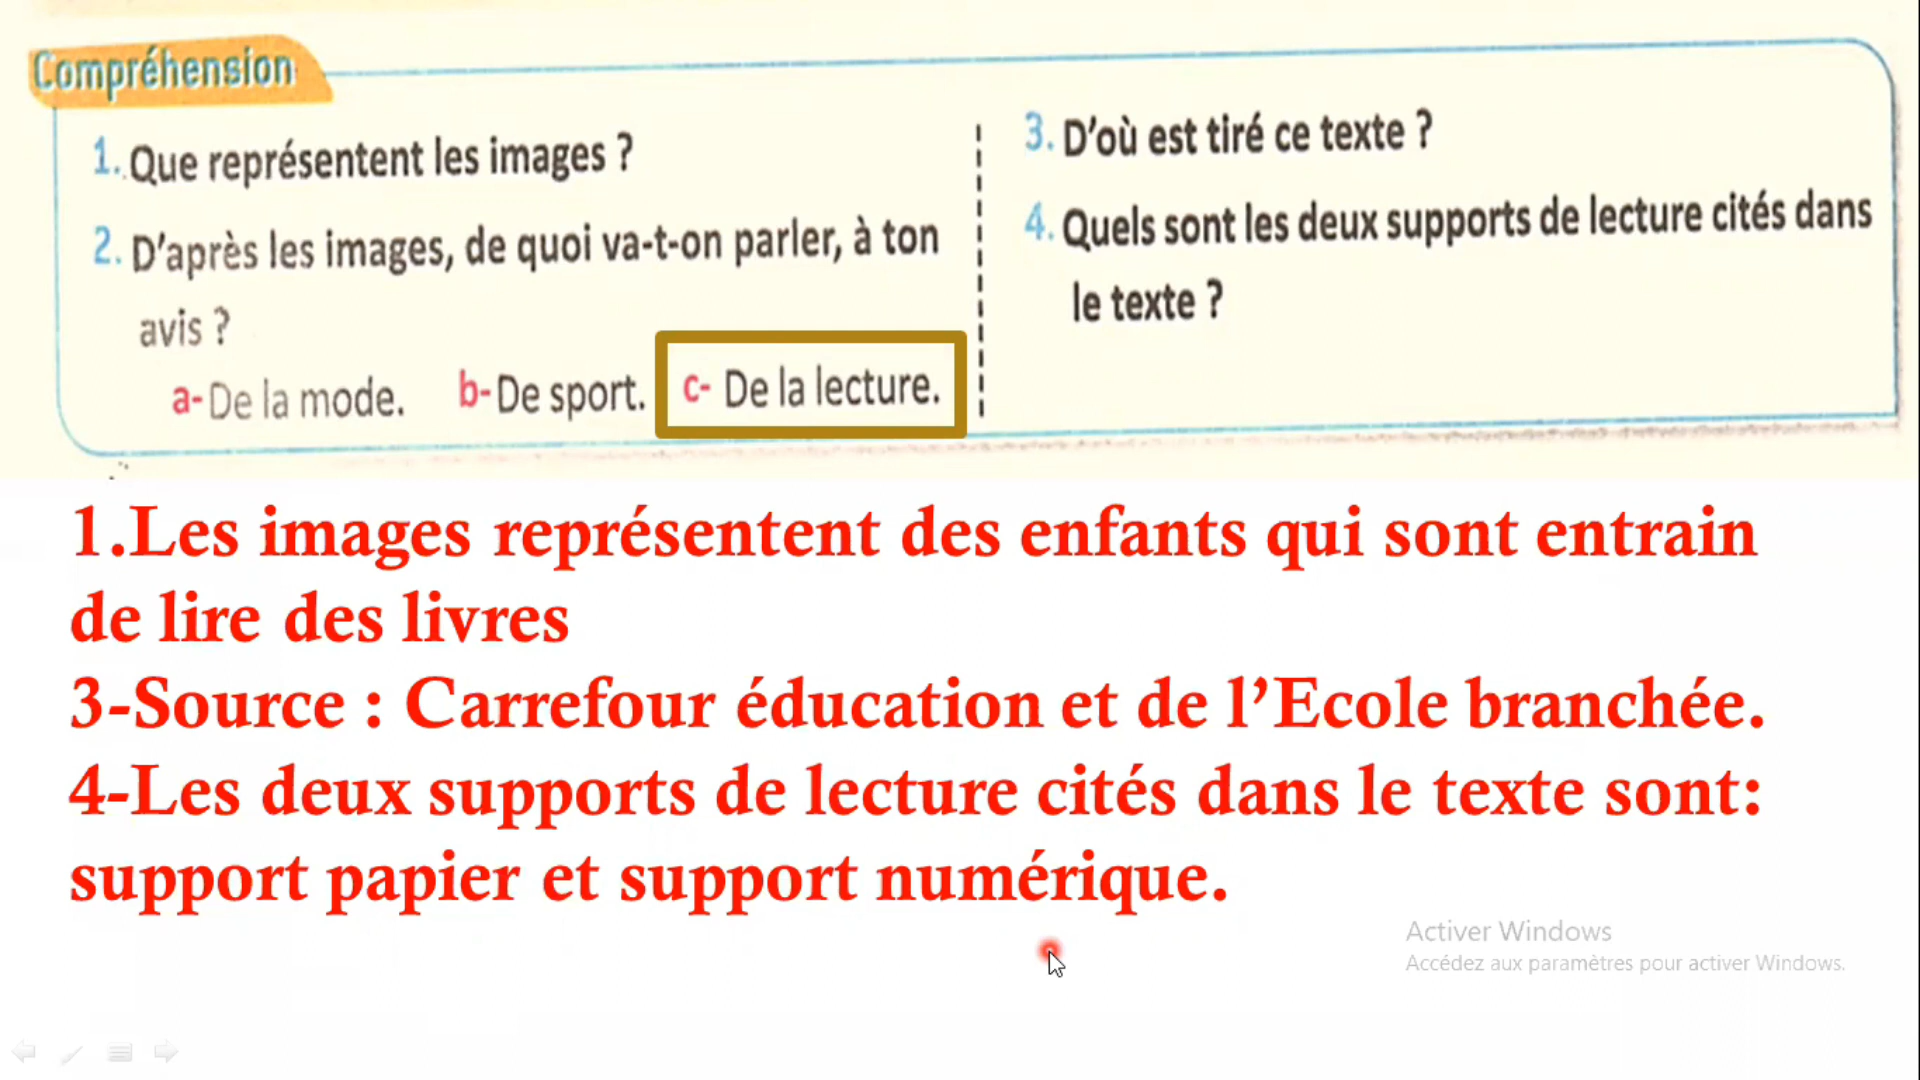 Compréhension
1. Que représentent les images ?
2. D'après les images, de quoi va-t-on parler, à ton
avis ?
a- De la mode. b- De sport. c- De la lecture.
3. D'où est tiré ce texte ?
4. Quels sont les deux supports de lecture cités dans
le texte ?
1.Les images représentent des enfants qui sont entrain
de lire des livres
3-Source : Carrefour éducation et de l'Ecole branchée.
4-Les deux supports de lecture cités dans le texte sont:
support papier et support numérique.
Activer Windows
Accédez aux paramètres pour activer Windows.